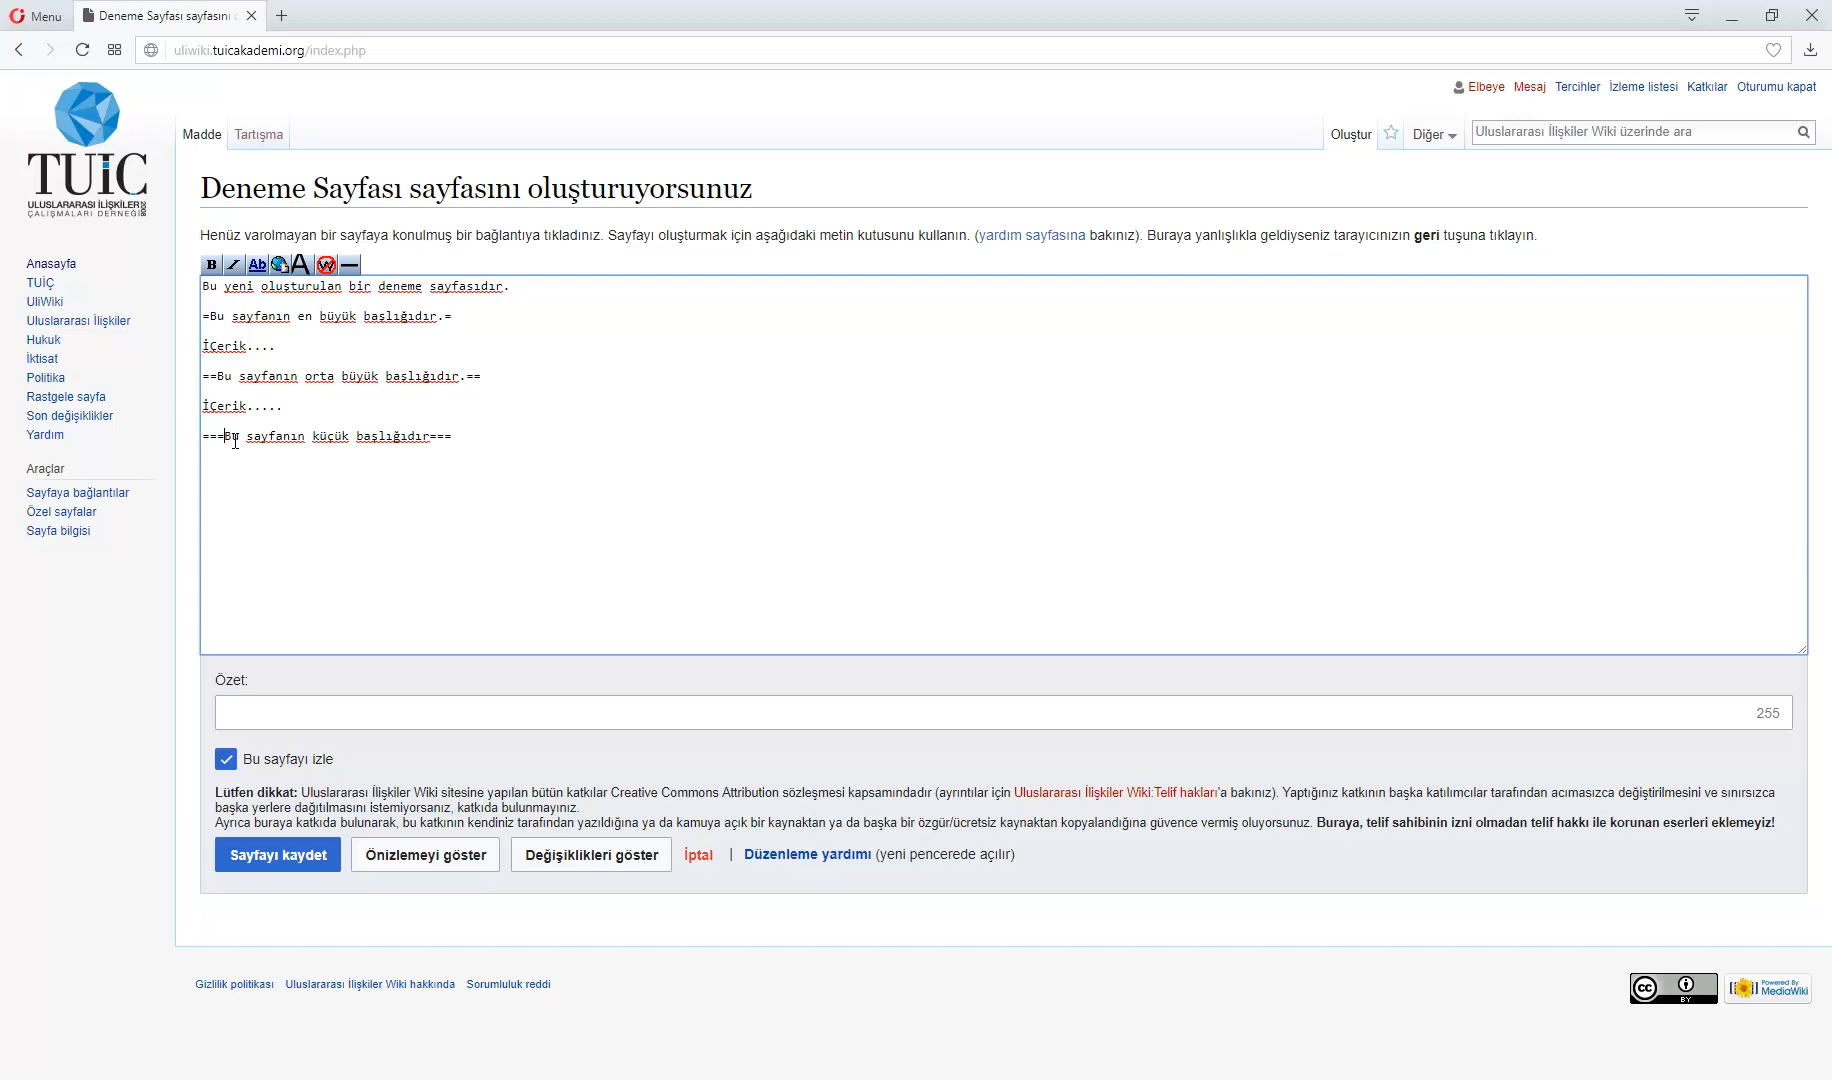 Menu
Deneme Sayfası sayfasını
uliwiki.tuicakademi.org/index.php
Elbeye Mesaj Tercihler İzleme listesi Katkılar Oturumu kapat
TUİC
ULUSLARARASI İLİŞKİLER
ÇALIŞMALARI DERNEĞİ
Madde Tartışma
Oluştur Diğer Uluslararası İlişkiler Wiki üzerinde ara
Deneme Sayfası sayfasını oluşturuyorsunuz
Henüz varolmayan bir sayfaya konulmuş bir bağlantıya tıkladınız. Sayfayı oluşturmak için aşağıdaki metin kutusunu kullanın. (yardım sayfasına bakınız). Buraya yanlışlıkla geldiyseniz tarayıcınızın geri tuşuna tıklayın.
B I Ab A W
Bu yeni oluşturulan bir deneme sayfasıdır.
=Bu sayfanın en büyük başlığıdır.=
İÇerik....
==Bu sayfanın orta büyük başlığıdır.==
İÇerik.....
===Bu sayfanın küçük başlığıdır===
Anasayfa
TUİÇ
UliWiki
Uluslararası İlişkiler
Hukuk
İktisat
Politika
Rastgele sayfa
Son değişiklikler
Yardım
Araçlar
Sayfaya bağlantılar
Özel sayfalar
Sayfa bilgisi
Özet:
255
Bu sayfayı izle
Lütfen dikkat: Uluslararası İlişkiler Wiki sitesine yapılan bütün katkılar Creative Commons Attribution sözleşmesi kapsamındadır (ayrıntılar için Uluslararası İlişkiler Wiki:Telif hakları'a bakınız). Yaptığınız katkının başka katılımcılar tarafından acımasızca değiştirilmesini ve sınırsızca
başka yerlere dağıtılmasını istemiyorsanız, katkıda bulunmayınız.
Ayrıca buraya katkıda bulunarak, bu katkının kendiniz tarafından yazıldığına ya da kamuya açık bir kaynaktan ya da başka bir özgür/ücretsiz kaynaktan kopyalandığına güvence vermiş oluyorsunuz. Buraya, telif sahibinin izni olmadan telif hakkı ile korunan eserleri eklemeyiz!
Sayfayı kaydet Önizlemeyi göster Değişiklikleri göster İptal | Düzenleme yardımı (yeni pencerede açılır)
Gizlilik politikası Uluslararası İlişkiler Wiki hakkında Sorumluluk reddi
cc BY
Powered By
MediaWiki